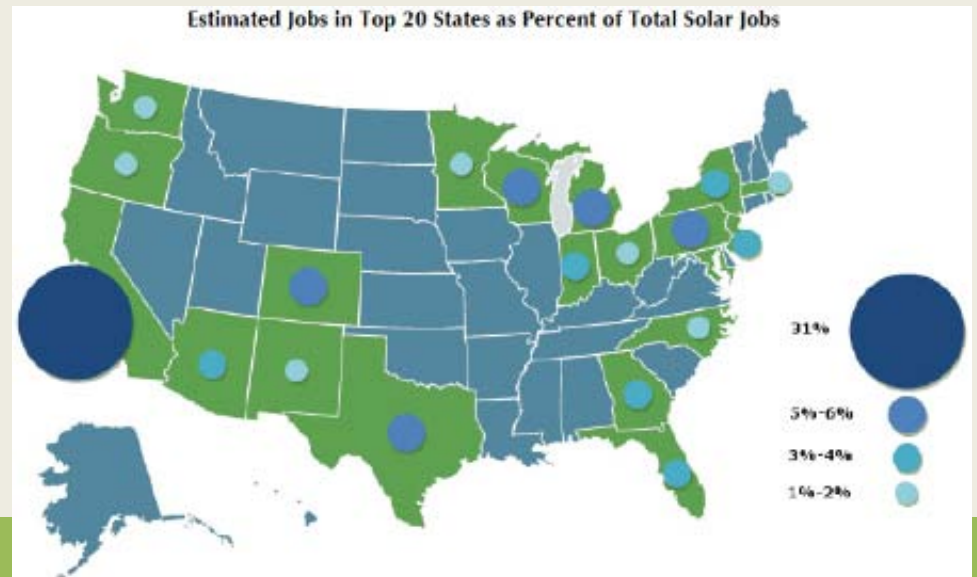 Estimated Jobs in Top 20 States as Percent of Total Solar Jobs
31%
5%-6%
3%-4%
1%-2%